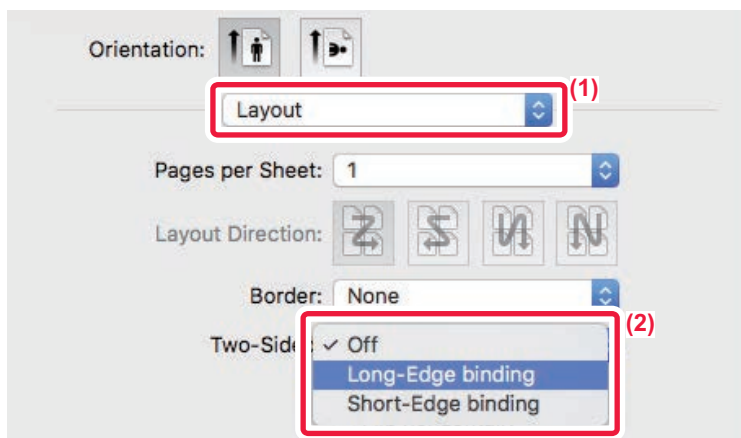 Orientation:
(1)
Layout
Pages per Sheet: 1
Layout Direction:
Border: None
(2)
Two-Side : ✓ Off
Long-Edge binding
Short-Edge binding